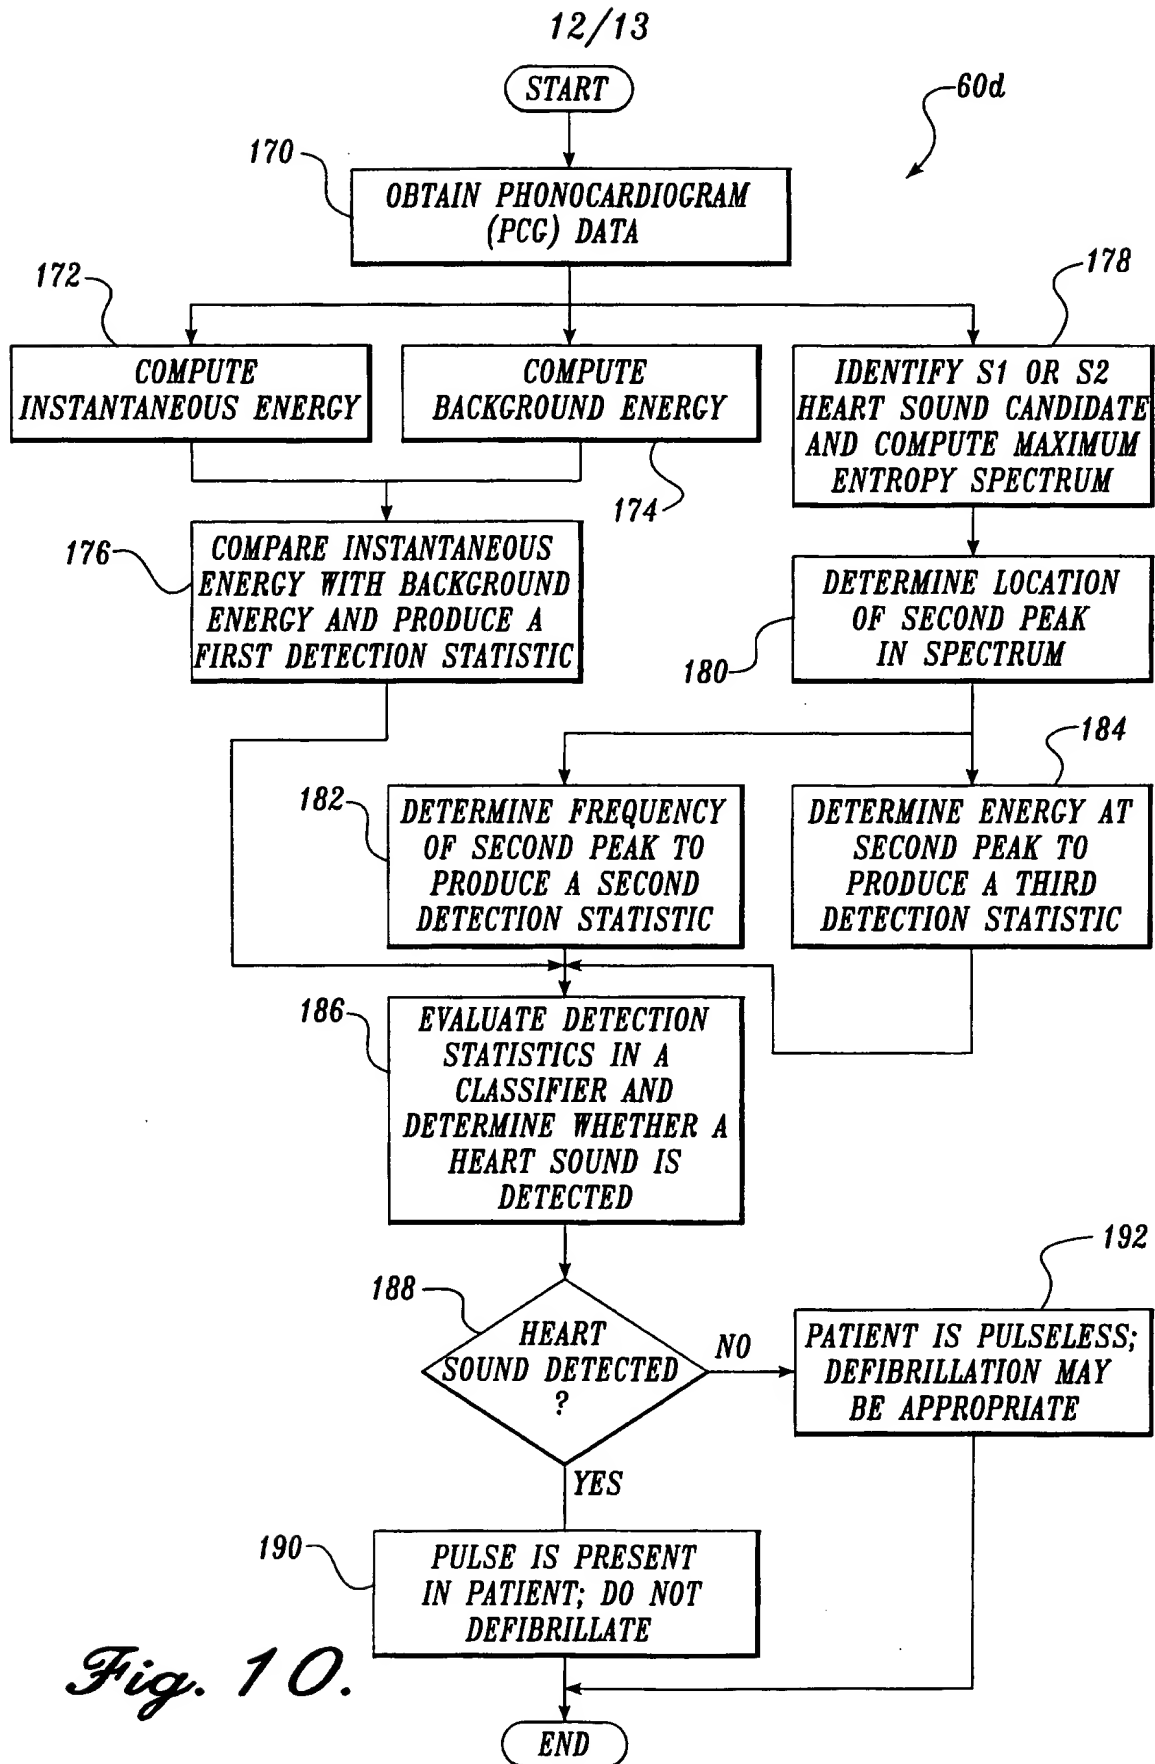 12/13
START
60d
170
OBTAIN PHONOCARDIOGRAM
(PCG) DATA
172
178
COMPUTE
INSTANTANEOUS ENERGY
COMPUTE
BACKGROUND ENERGY
174
IDENTIFY S1 OR S2
HEART SOUND CANDIDATE
AND COMPUTE MAXIMUM
ENTROPY SPECTRUM
176
COMPARE INSTANTANEOUS
ENERGY WITH BACKGROUND
ENERGY AND PRODUCE A
FIRST DETECTION STATISTIC
DETERMINE LOCATION
OF SECOND PEAK
IN SPECTRUM
180
184
182
DETERMINE FREQUENCY
OF SECOND PEAK TO
PRODUCE A SECOND
DETECTION STATISTIC
DETERMINE ENERGY AT
SECOND PEAK TO
PRODUCE A THIRD
DETECTION STATISTIC
186
EVALUATE DETECTION
STATISTICS IN A
CLASSIFIER AND
DETERMINE WHETHER A
HEART SOUND IS
DETECTED
188
HEART
SOUND DETECTED
?
NO
192
PATIENT IS PULSELESS;
DEFIBRILLATION MAY
BE APPROPRIATE
YES
190
PULSE IS PRESENT
IN PATIENT; DO NOT
DEFIBRILLATE
Fig. 10.
END